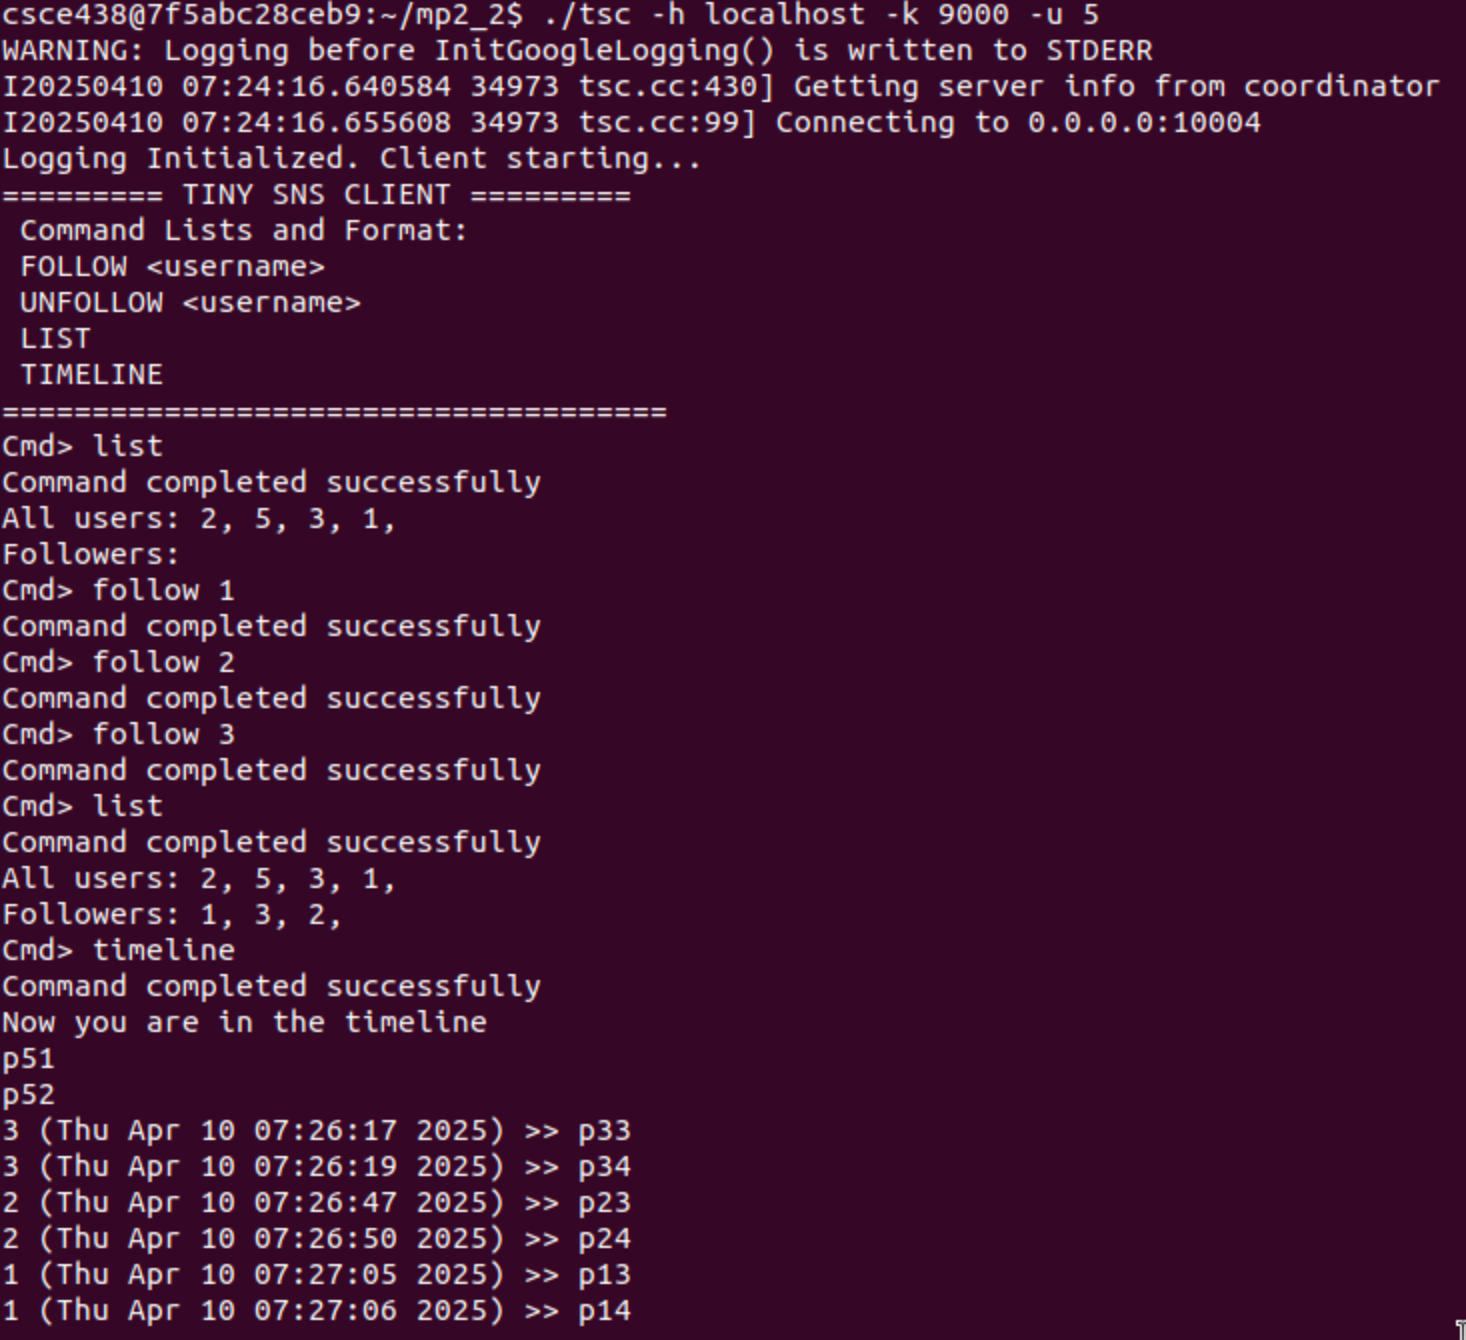 csce438@7f5abc28ceb9:~/mp2_2$ ./tsc -h localhost -k 9000 -u 5
WARNING: Logging before InitGoogleLogging() is written to STDERR
I20250410 07:24:16.640584 34973 tsc.cc:430] Getting server info from coordinator
I20250410 07:24:16.655608 34973 tsc.cc:99] Connecting to 0.0.0.0:10004
Logging Initialized. Client starting...
========= TINY SNS CLIENT =========
 Command Lists and Format:
 FOLLOW <username>
 UNFOLLOW <username>
 LIST
 TIMELINE
=====================================
Cmd> list
Command completed successfully
All users: 2, 5, 3, 1,
Followers:
Cmd> follow 1
Command completed successfully
Cmd> follow 2
Command completed successfully
Cmd> follow 3
Command completed successfully
Cmd> list
Command completed successfully
All users: 2, 5, 3, 1,
Followers: 1, 3, 2,
Cmd> timeline
Command completed successfully
Now you are in the timeline
p51
p52
3 (Thu Apr 10 07:26:17 2025) >> p33
3 (Thu Apr 10 07:26:19 2025) >> p34
2 (Thu Apr 10 07:26:47 2025) >> p23
2 (Thu Apr 10 07:26:50 2025) >> p24
1 (Thu Apr 10 07:27:05 2025) >> p13
1 (Thu Apr 10 07:27:06 2025) >> p14